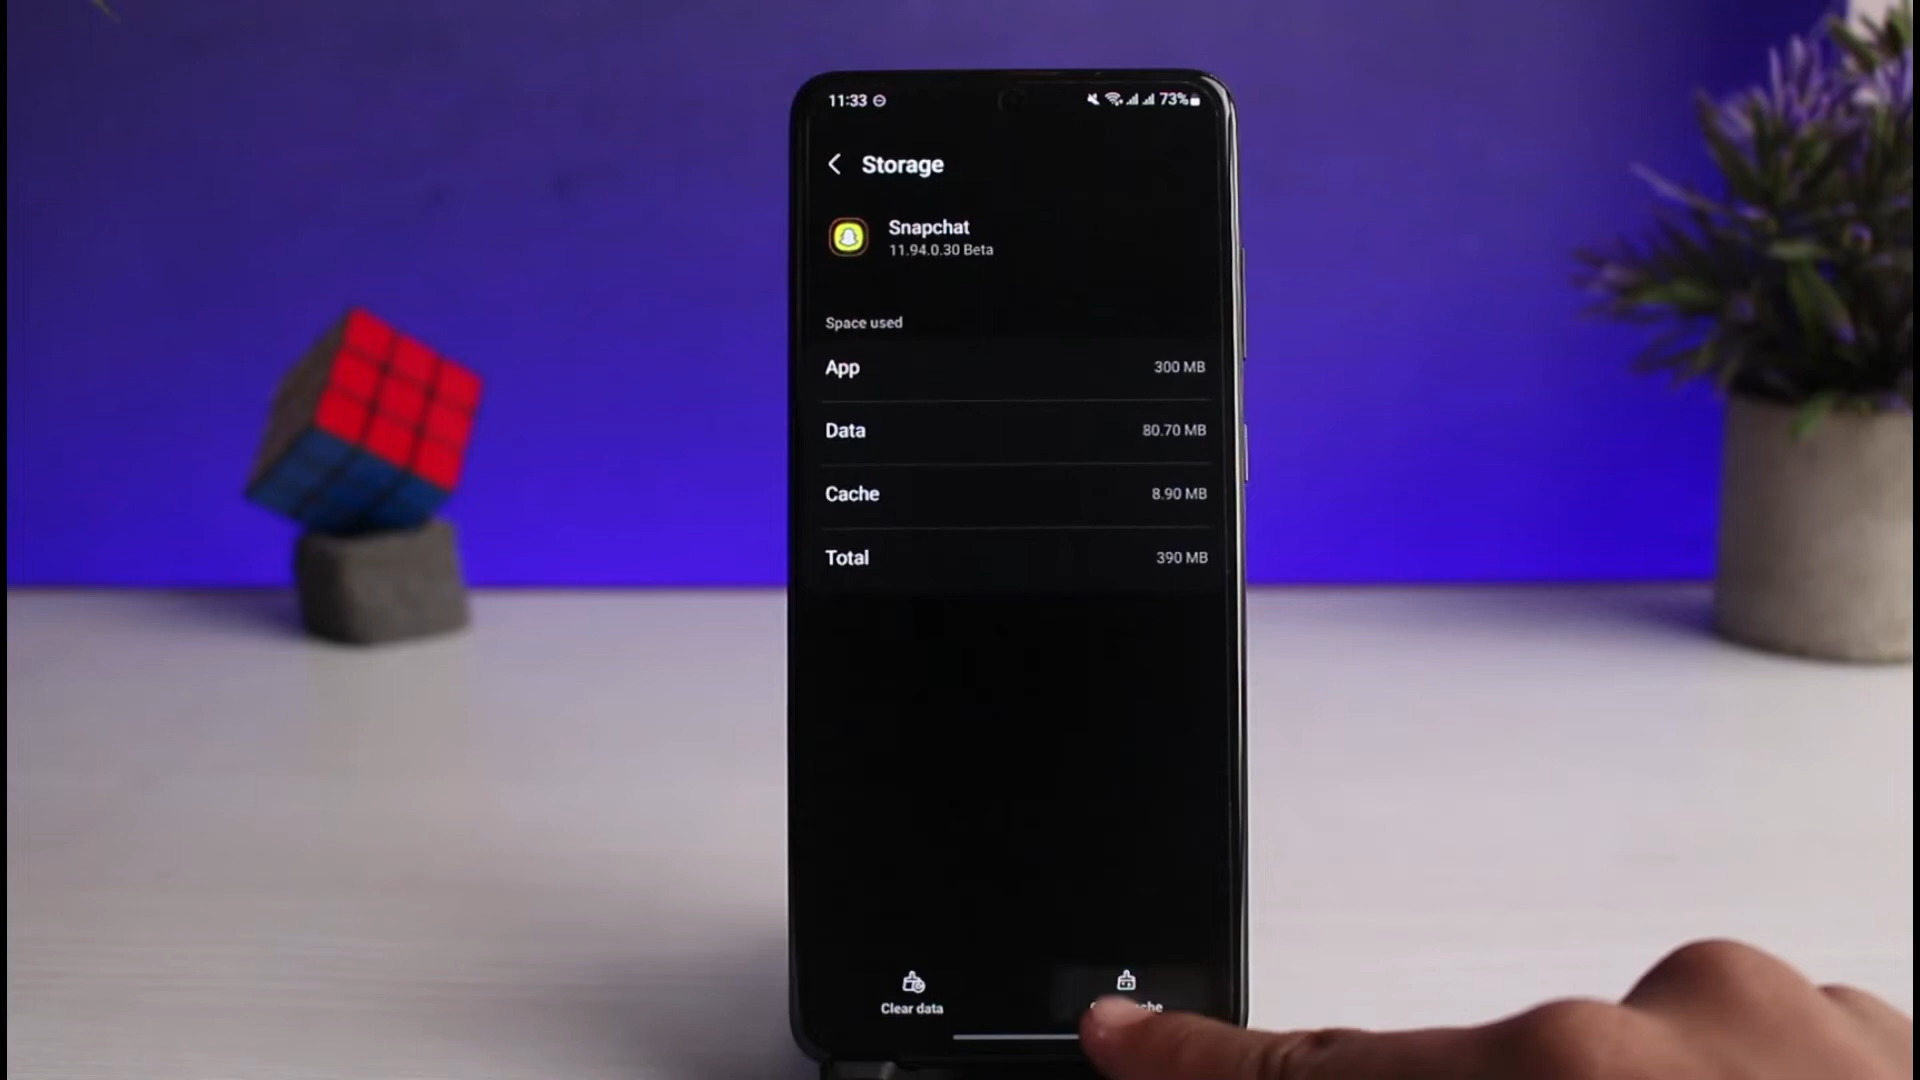 11:33
73%
Storage
Snapchat
11.94.0.30 Beta
Space used
App 300 MB
Data 80.70 MB
Cache 8.90 MB
Total 390 MB
Clear data